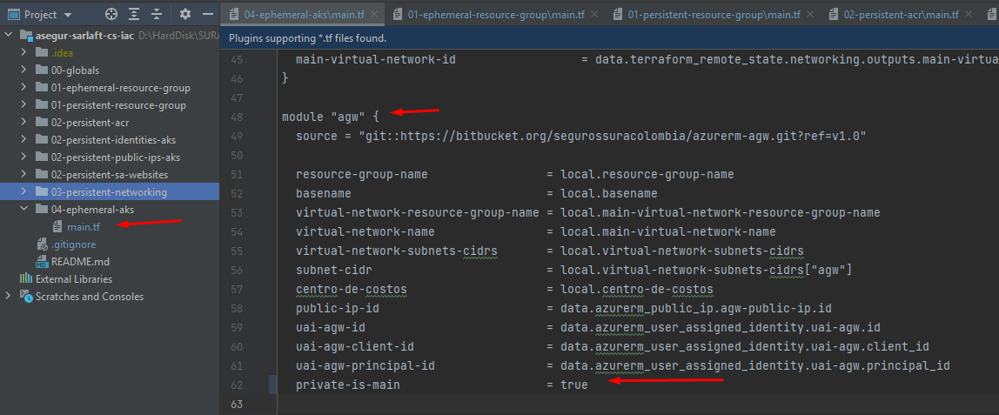 Project
04-ephemeral-aks\main.tf
01-ephemeral-resource-group\main.tf
01-persistent-resource-group\main.tf
02-persistent-acr\main.tf
asegur-sarlaft-cs-iac D:\HardDisk\SURA
.idea
00-globals
01-ephemeral-resource-group
01-persistent-resource-group
02-persistent-acr
02-persistent-identities-aks
02-persistent-public-ips-aks
02-persistent-sa-websites
03-persistent-networking
04-ephemeral-aks
main.tf
.gitignore
README.md
External Libraries
Scratches and Consoles
Plugins supporting *.tf files found.
45 main-virtual-network-id = data.terraform_remote_state.networking.outputs.main-virtua
46 }
47
48 module "agw" {
49 source = "git::https://bitbucket.org/segurossuracolombia/azurerm-agw.git?ref=v1.0"
50
51 resource-group-name = local.resource-group-name
52 basename = local.basename
53 virtual-network-resource-group-name = local.main-virtual-network-resource-group-name
54 virtual-network-name = local.main-virtual-network-name
55 virtual-network-subnets-cidrs = local.virtual-network-subnets-cidrs
56 subnet-cidr = local.virtual-network-subnets-cidrs["agw"]
57 centro-de-costos = local.centro-de-costos
58 public-ip-id = data.azurerm_public_ip.agw-public-ip.id
59 uai-agw-id = data.azurerm_user_assigned_identity.uai-agw.id
60 uai-agw-client-id = data.azurerm_user_assigned_identity.uai-agw.client_id
61 uai-agw-principal-id = data.azurerm_user_assigned_identity.uai-agw.principal_id
62 private-is-main = true
63